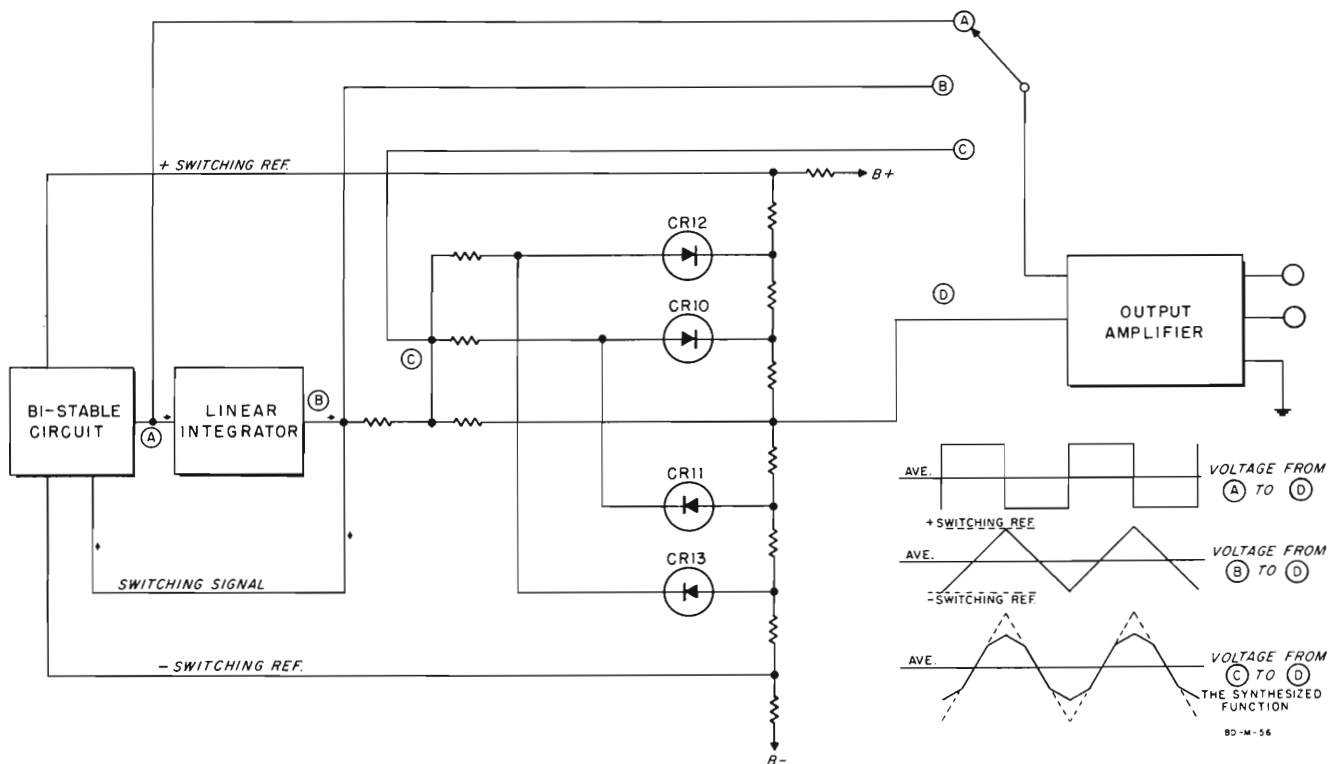 A
B
C
+ SWITCHING REF.
B+
CR12
CR10
D
OUTPUT
AMPLIFIER
C
BI-STABLE
CIRCUIT
A
LINEAR
INTEGRATOR
B
CR11
CR13
SWITCHING SIGNAL
− SWITCHING REF.
B-
AVE.
VOLTAGE FROM
A TO D
+SWITCHING REF.
AVE.
VOLTAGE FROM
B TO D
−SWITCHING REF.
AVE.
VOLTAGE FROM
C TO D
THE SYNTHESIZED
FUNCTION
BD-M-56